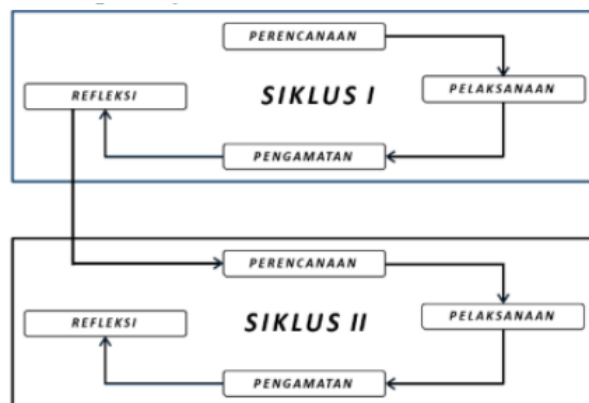 PERENCANAAN
REFLEKSI
SIKLUS I
PELAKSANAAN
PENGAMATAN
PERENCANAAN
REFLEKSI
SIKLUS II
PELAKSANAAN
PENGAMATAN